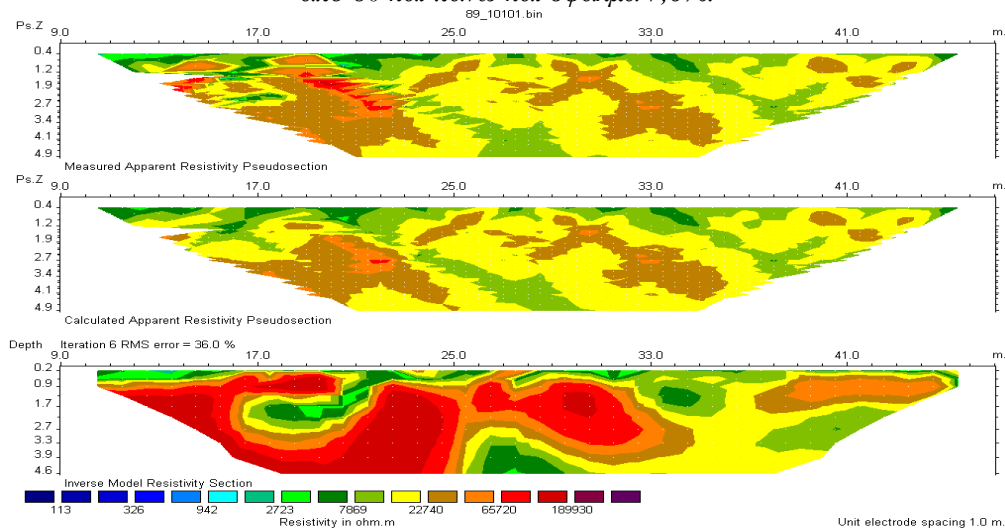 89_10101.bin
Ps.Z 9.0 17.0 25.0 33.0 41.0 m.
0.4
1.2
1.9
2.7
3.4
4.1
4.9
Measured Apparent Resistivity Pseudosection
Ps.Z 9.0 17.0 25.0 33.0 41.0 m.
0.4
1.2
1.9
2.7
3.4
4.1
4.9
Calculated Apparent Resistivity Pseudosection
Depth Iteration 6 RMS error = 36.0 %
9.0 17.0 25.0 33.0 41.0 m.
0.2
0.9
1.7
2.7
3.3
4.6
Inverse Model Resistivity Section
113 326 942 2723 7869 22740 65720 189930
Resistivity in ohm.m
Unit electrode spacing 1.0 m.